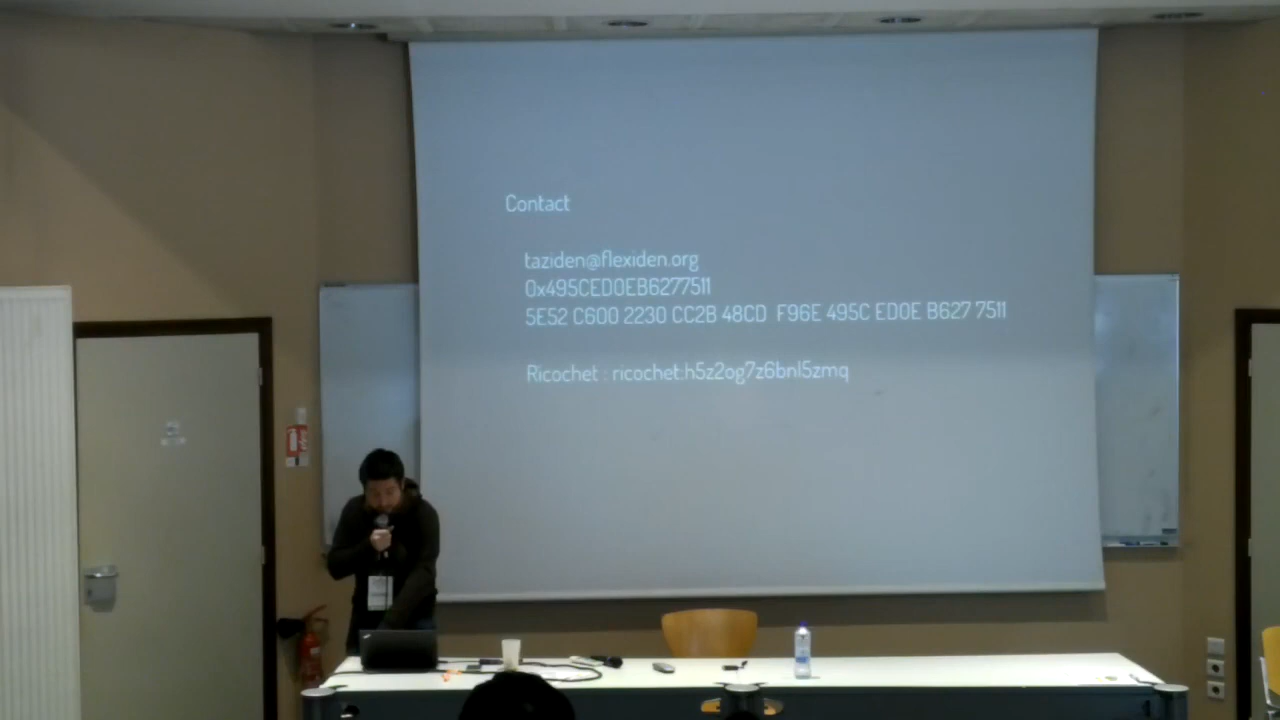 Contact
taziden@flexiden.org
0x495CED0EB6277511
5E52 C600 2230 CC2B 48CD F96E 495C ED0E B627 7511
Ricochet : ricochet:h5z2og7z6bnl5zmq